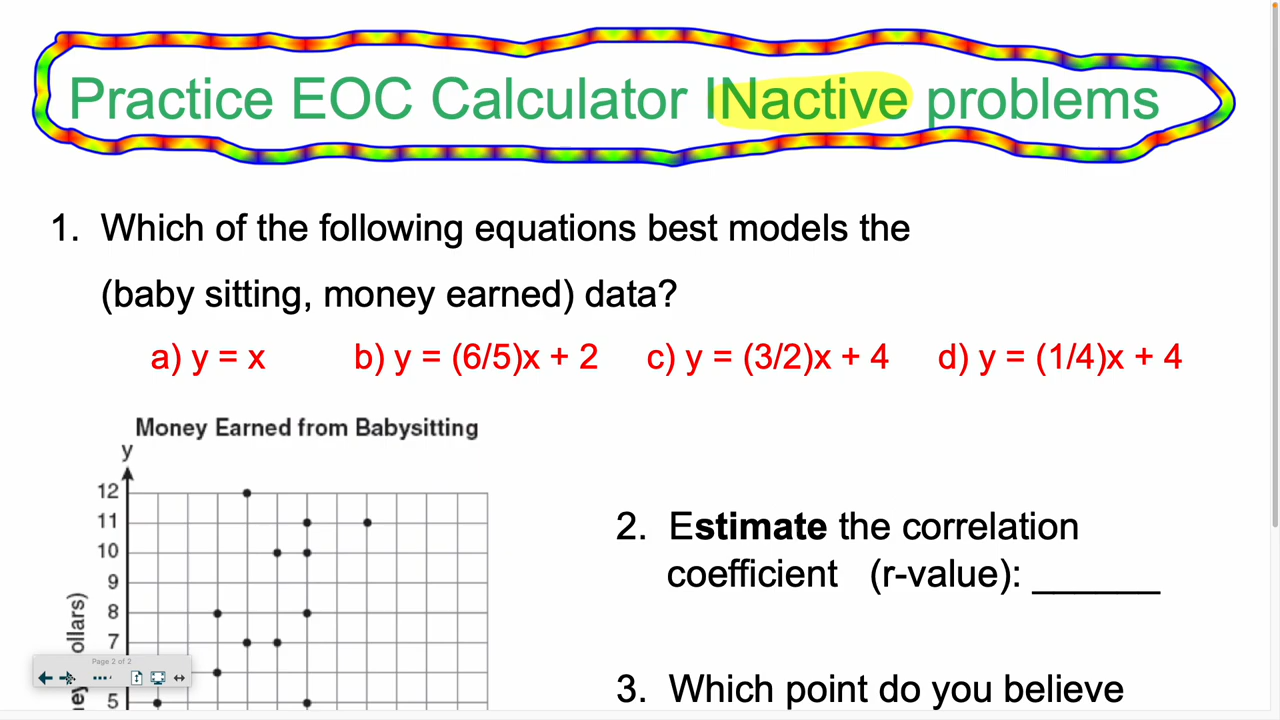 Practice EOC Calculator INactive problems
1. Which of the following equations best models the
(baby sitting, money earned) data?
a) y = x b) y = (6/5)x + 2 c) y = (3/2)x + 4 d) y = (1/4)x + 4
Money Earned from Babysitting
y
12
11
10
9
8
7
5
ollars)
ney
2. Estimate the correlation
coefficient (r-value): ______
Page 2 of 2
3. Which point do you believe